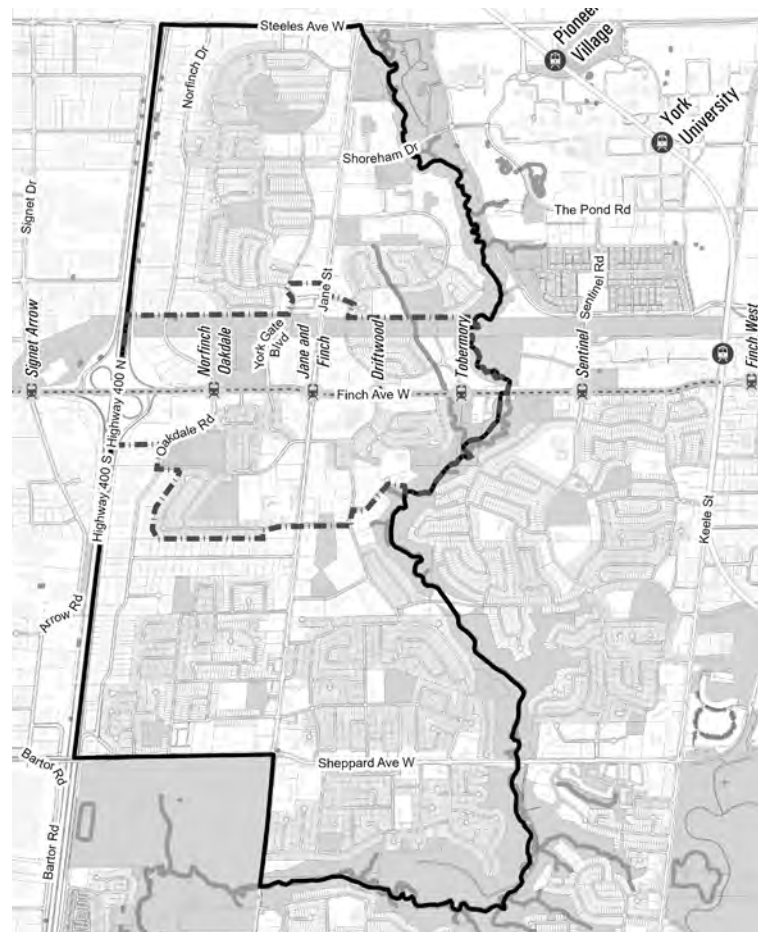 Steeles Ave W
Pioneer
Village
Norfinch Dr
York
University
Shoreham Dr
Signet Dr
The Pond Rd
Jane St
Sentinel Rd
Signet Arrow
Highway 400 N
Norfinch
Oakdale
York Gate
Blvd
Jane and
Finch
Driftwood
Tobermory
Sentinel
Finch West
Finch Ave W
Oakdale Rd
Highway 400 S
Keele St
Arrow Rd
Bartor Rd
Sheppard Ave W
Bartor Rd